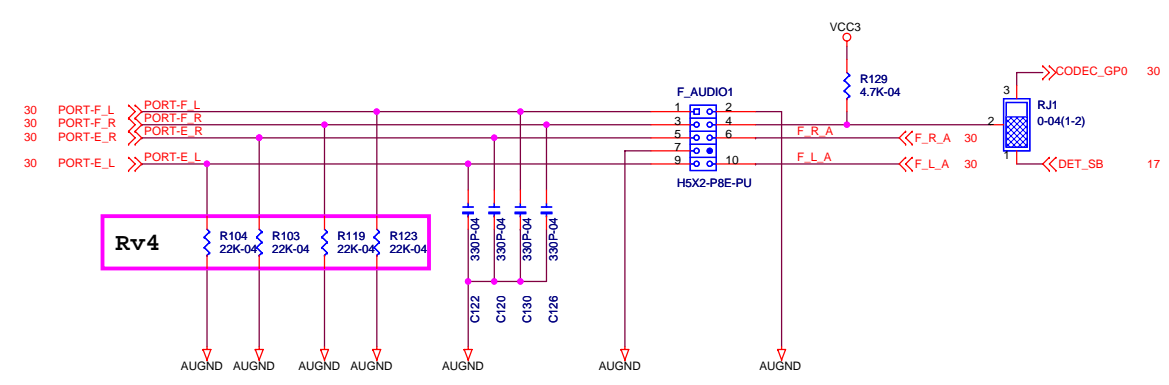 VCC3
R129
4.7K-04
CODEC_GP0 30
3
RJ1
0-04(1-2)
2
1
DET_SB 17
F_AUDIO1
30 PORT-F_L PORT-F_L 1 2
30 PORT-F_R PORT-F_R 3 4
30 PORT-E_R PORT-E_R 5 6 F_R_A F_R_A 30
7
30 PORT-E_L PORT-E_L 9 10 F_L_A F_L_A 30
H5X2-P8E-PU
Rv4
R104 R103 R119 R123
22K-04 22K-04 22K-04 22K-04
330P-04 330P-04 330P-04 330P-04
C122 C120 C130 C126
AUGND AUGND AUGND AUGND AUGND AUGND AUGND